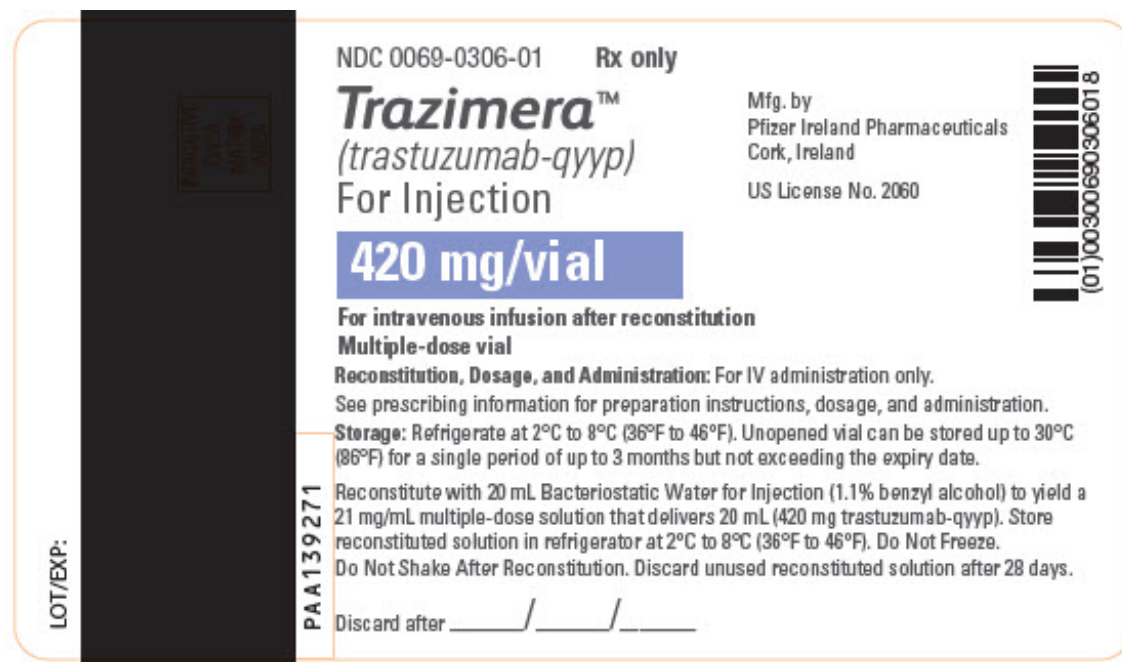 NDC 0069-0306-01 Rx only
Trazimera™
(trastuzumab-qyyp)
For Injection
420 mg/vial
For intravenous infusion after reconstitution
Multiple-dose vial
Reconstitution, Dosage, and Administration: For IV administration only.
See prescribing information for preparation instructions, dosage, and administration.
Storage: Refrigerate at 2°C to 8°C (36°F to 46°F). Unopened vial can be stored up to 30°C
(86°F) for a single period of up to 3 months but not exceeding the expiry date.
Reconstitute with 20 mL Bacteriostatic Water for Injection (1.1% benzyl alcohol) to yield a
21 mg/mL multiple-dose solution that delivers 20 mL (420 mg trastuzumab-qyyp). Store
reconstituted solution in refrigerator at 2°C to 8°C (36°F to 46°F). Do Not Freeze.
Do Not Shake After Reconstitution. Discard unused reconstituted solution after 28 days.
Discard after ____/____/____
Mfg. by
Pfizer Ireland Pharmaceuticals
Cork, Ireland
US License No. 2060
(01)00300690306018
LOT/EXP:
PAA139271